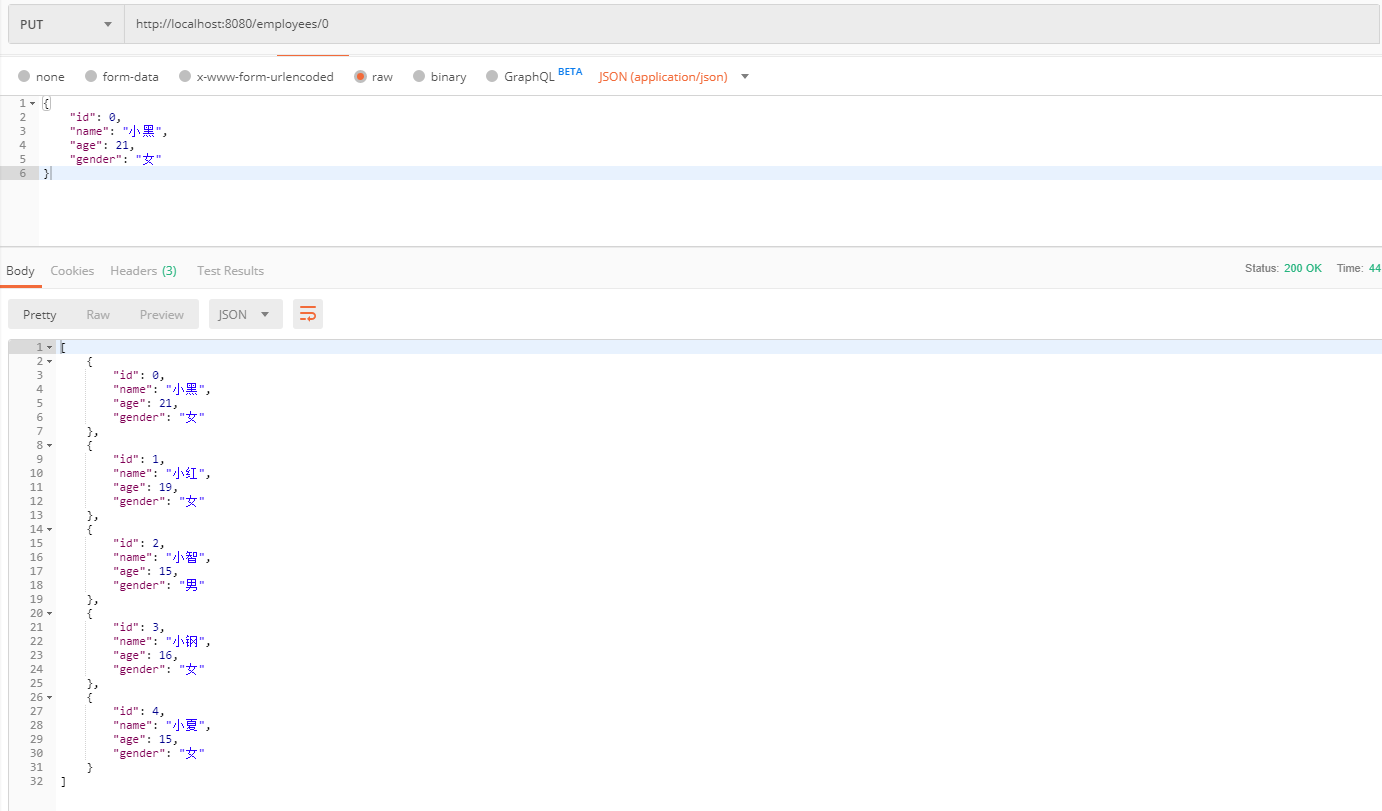 PUT http://localhost:8080/employees/0
none form-data x-www-form-urlencoded raw binary GraphQL BETA JSON (application/json)
1 {
2 "id": 0,
3 "name": "小黑",
4 "age": 21,
5 "gender": "女"
6 }
Body Cookies Headers (3) Test Results Status: 200 OK Time: 44
Pretty Raw Preview JSON
1 [
2 {
3 "id": 0,
4 "name": "小黑",
5 "age": 21,
6 "gender": "女"
7 },
8 {
9 "id": 1,
10 "name": "小红",
11 "age": 19,
12 "gender": "女"
13 },
14 {
15 "id": 2,
16 "name": "小智",
17 "age": 15,
18 "gender": "男"
19 },
20 {
21 "id": 3,
22 "name": "小钢",
23 "age": 16,
24 "gender": "女"
25 },
26 {
27 "id": 4,
28 "name": "小夏",
29 "age": 15,
30 "gender": "女"
31 }
32 ]